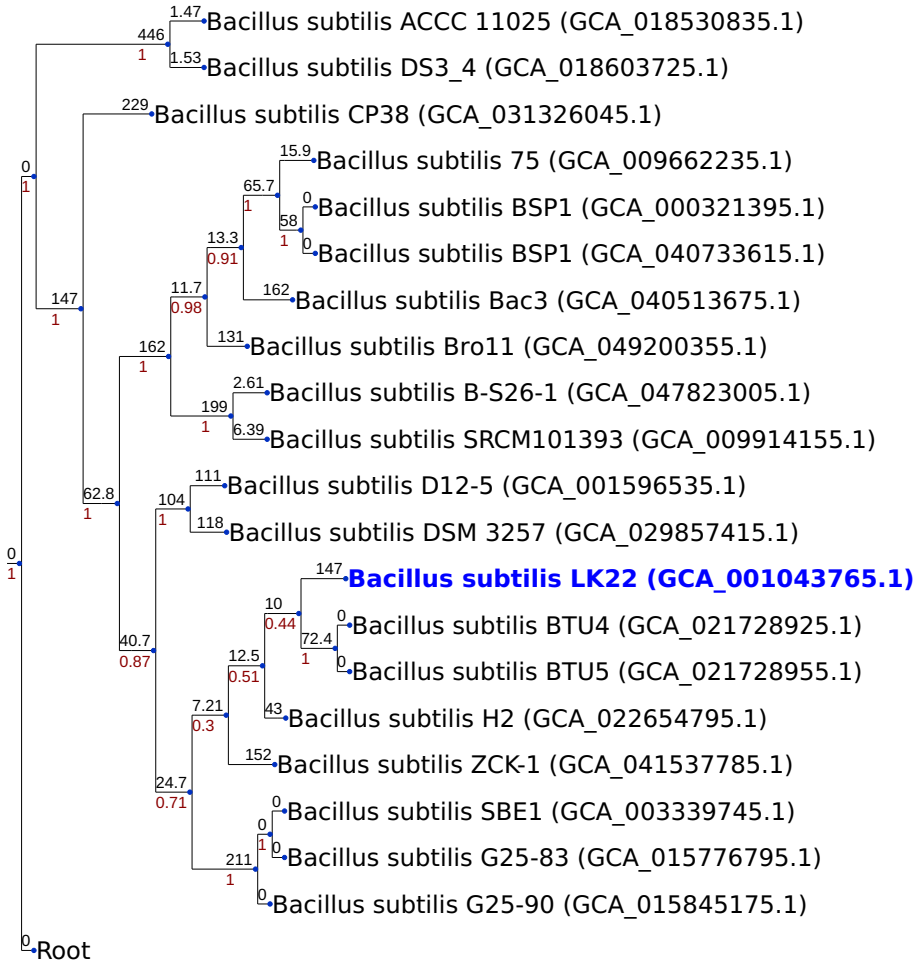 1.47
Bacillus subtilis ACCC 11025 (GCA_018530835.1)
446
1
1.53
Bacillus subtilis DS3_4 (GCA_018603725.1)
229
Bacillus subtilis CP38 (GCA_031326045.1)
15.9
Bacillus subtilis 75 (GCA_009662235.1)
0
1
65.7
1
0
Bacillus subtilis BSP1 (GCA_000321395.1)
58
1
13.3
0.91
0
Bacillus subtilis BSP1 (GCA_040733615.1)
11.7
0.98
162
Bacillus subtilis Bac3 (GCA_040513675.1)
147
1
131
Bacillus subtilis Bro11 (GCA_049200355.1)
162
1
2.61
Bacillus subtilis B-S26-1 (GCA_047823005.1)
199
1
6.39
Bacillus subtilis SRCM101393 (GCA_009914155.1)
111
Bacillus subtilis D12-5 (GCA_001596535.1)
62.8
1
104
1
118
Bacillus subtilis DSM 3257 (GCA_029857415.1)
0
1
147
Bacillus subtilis LK22 (GCA_001043765.1)
10
0.44
0
Bacillus subtilis BTU4 (GCA_021728925.1)
40.7
0.87
72.4
1
12.5
0.51
0
Bacillus subtilis BTU5 (GCA_021728955.1)
7.21
0.3
43
Bacillus subtilis H2 (GCA_022654795.1)
152
Bacillus subtilis ZCK-1 (GCA_041537785.1)
24.7
0.71
0
Bacillus subtilis SBE1 (GCA_003339745.1)
0
1
0
Bacillus subtilis G25-83 (GCA_015776795.1)
211
1
0
Bacillus subtilis G25-90 (GCA_015845175.1)
0
Root